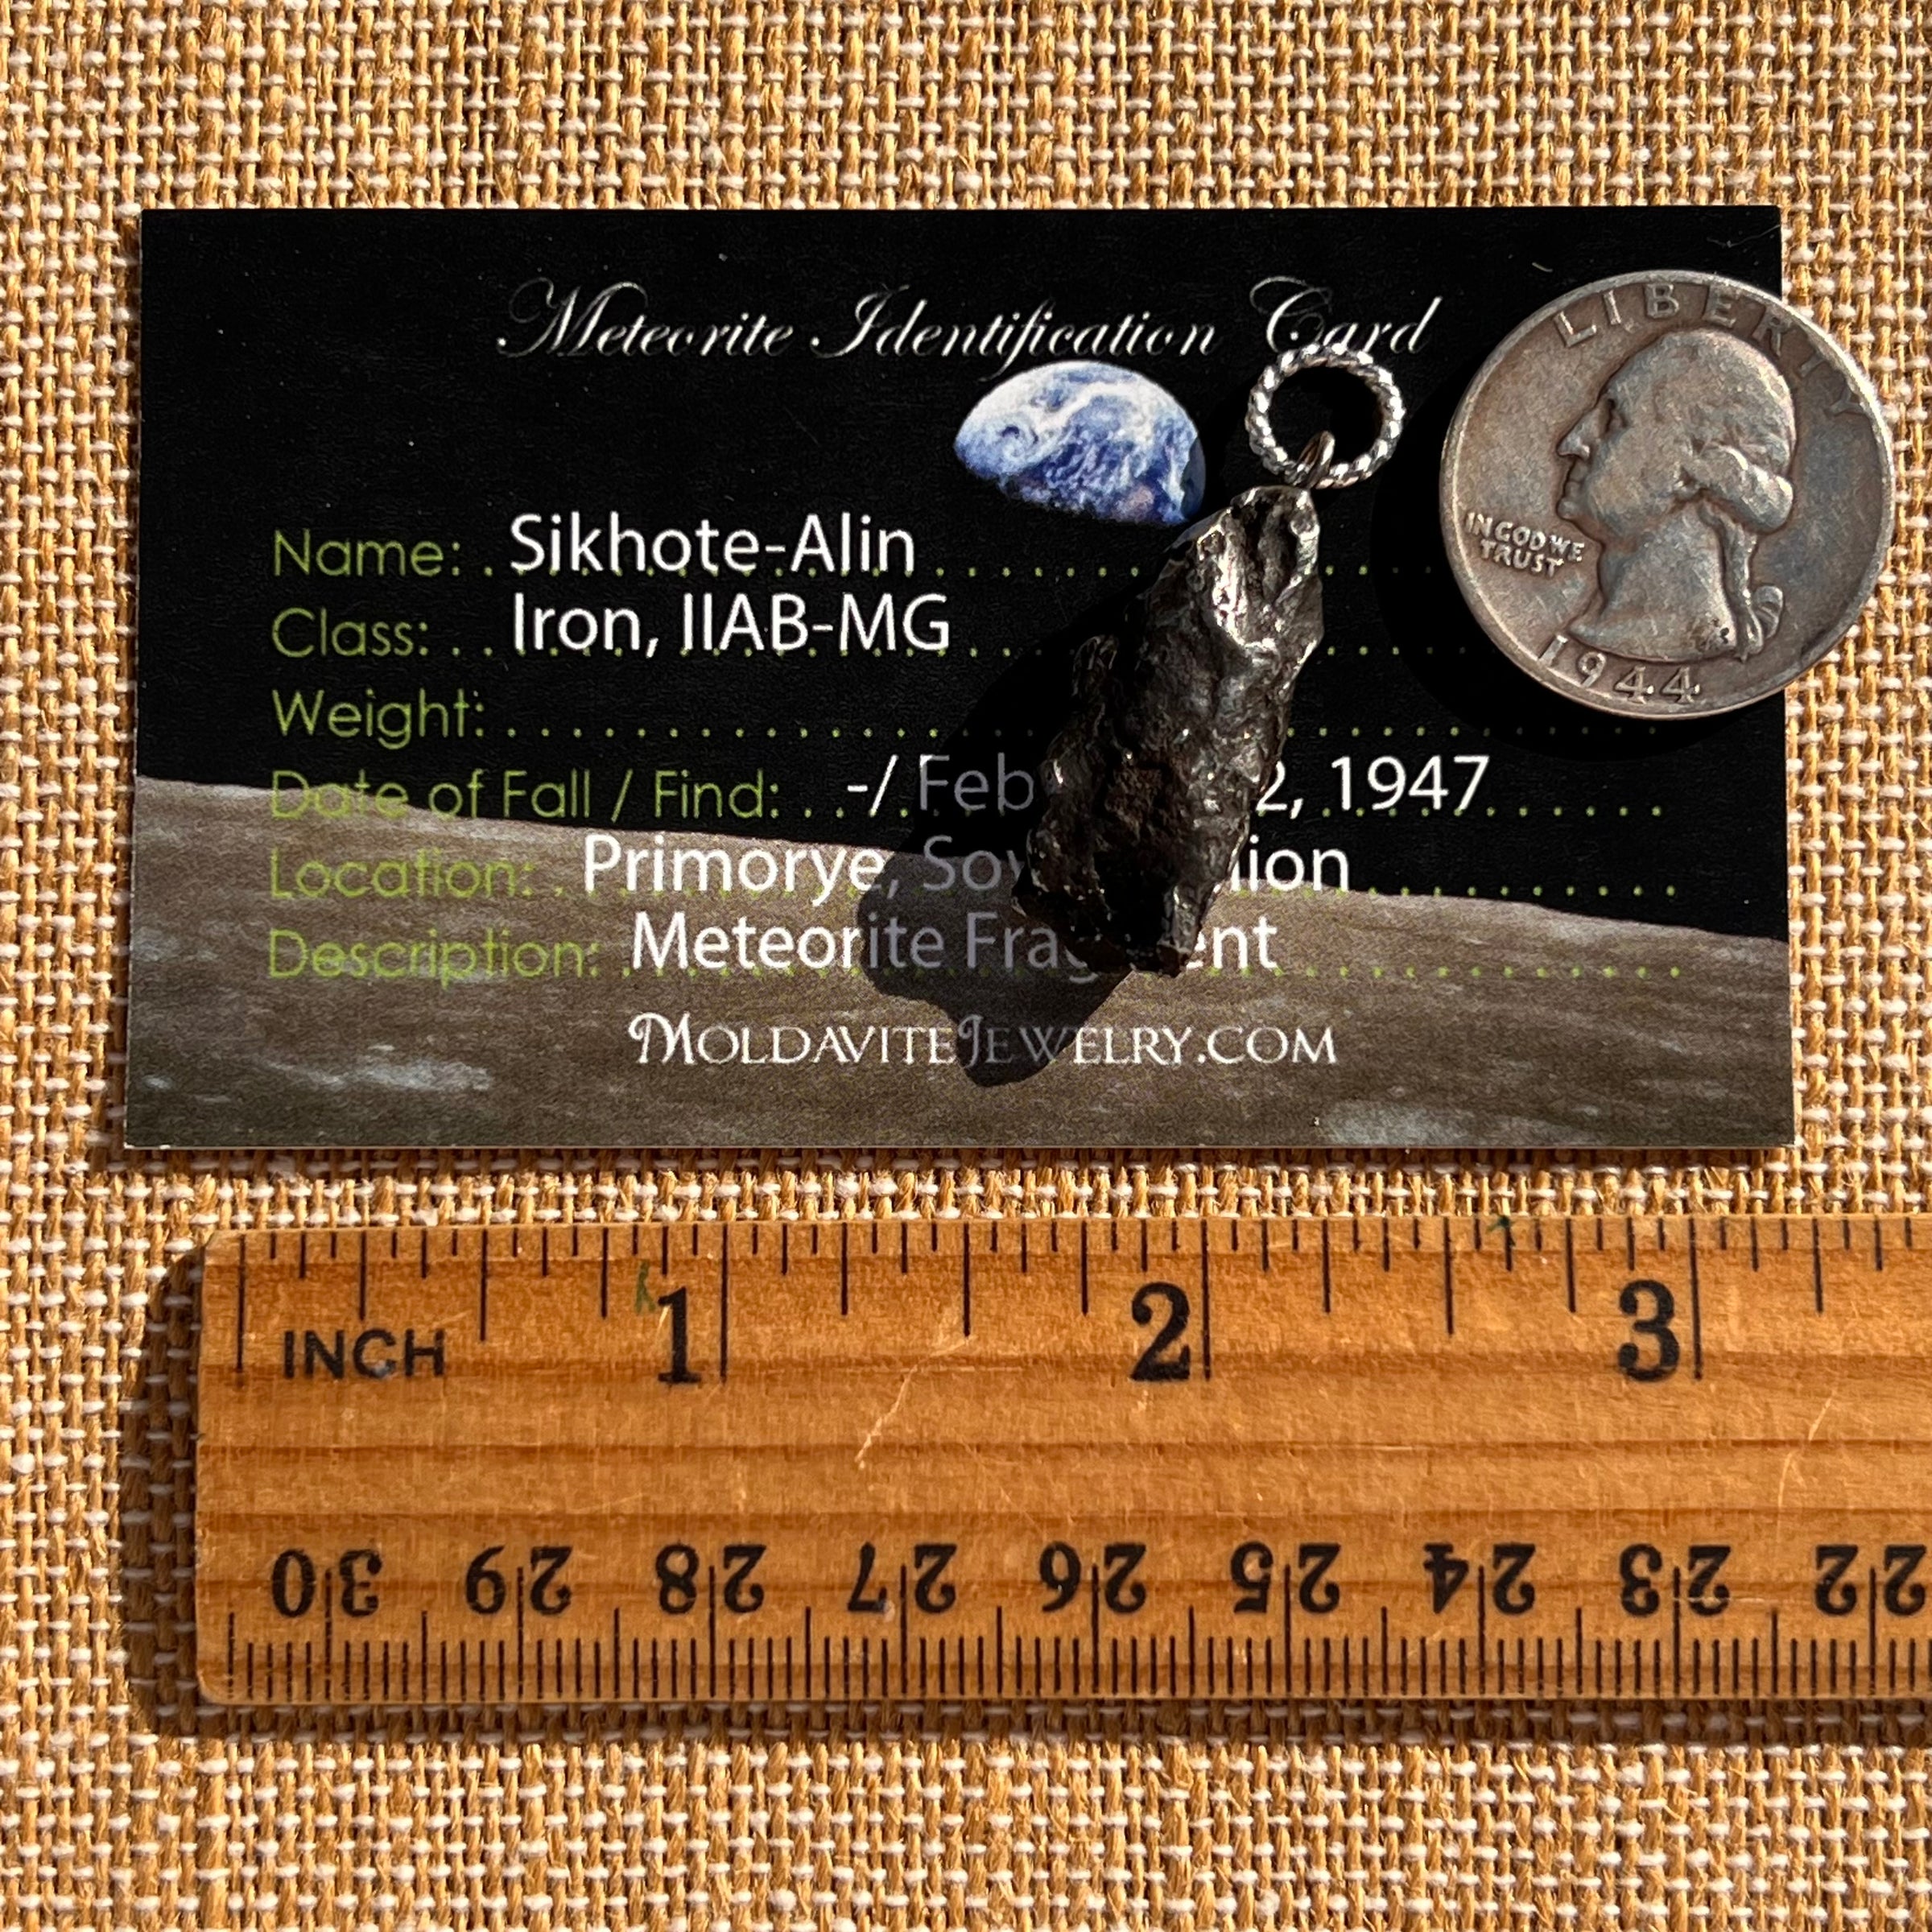 Meteorite Identification Card
Name: Sikhote-Alin
Class: Iron, IIAB-MG
Weight:
Date of Fall / Find: -/ Feb 2, 1947
Location: Primorye, Sov ion
Description: Meteorite Frag ent
MOLDAVITEJEWELRY.COM
LIBERTY
IN GOD WE
TRUST
1944
INCH 1 2 3
30 29 28 27 26 25 24 23 22